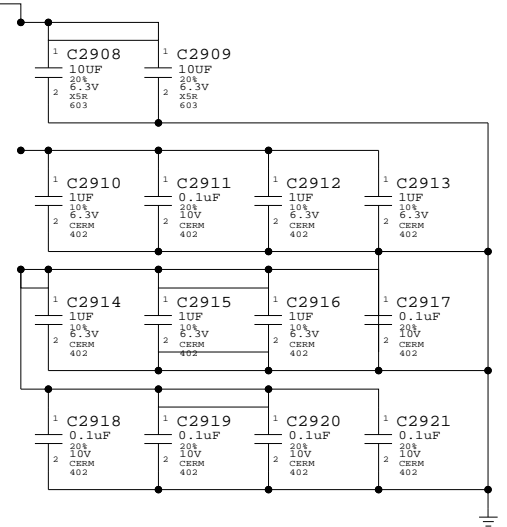 1 C2908
10UF
20%
2 6.3V
X5R
603
1 C2909
10UF
20%
2 6.3V
X5R
603
1 C2910
1UF
10%
2 6.3V
CERM
402
1 C2911
0.1uF
20%
2 10V
CERM
402
1 C2912
1UF
10%
2 6.3V
CERM
402
1 C2913
1UF
10%
2 6.3V
CERM
402
1 C2914
1UF
10%
2 6.3V
CERM
402
1 C2915
1UF
10%
2 6.3V
CERM
402
1 C2916
1UF
10%
2 6.3V
CERM
402
1 C2917
0.1uF
20%
2 10V
CERM
402
1 C2918
0.1uF
20%
2 10V
CERM
402
1 C2919
0.1uF
20%
2 10V
CERM
402
1 C2920
0.1uF
20%
2 10V
CERM
402
1 C2921
0.1uF
20%
2 10V
CERM
402